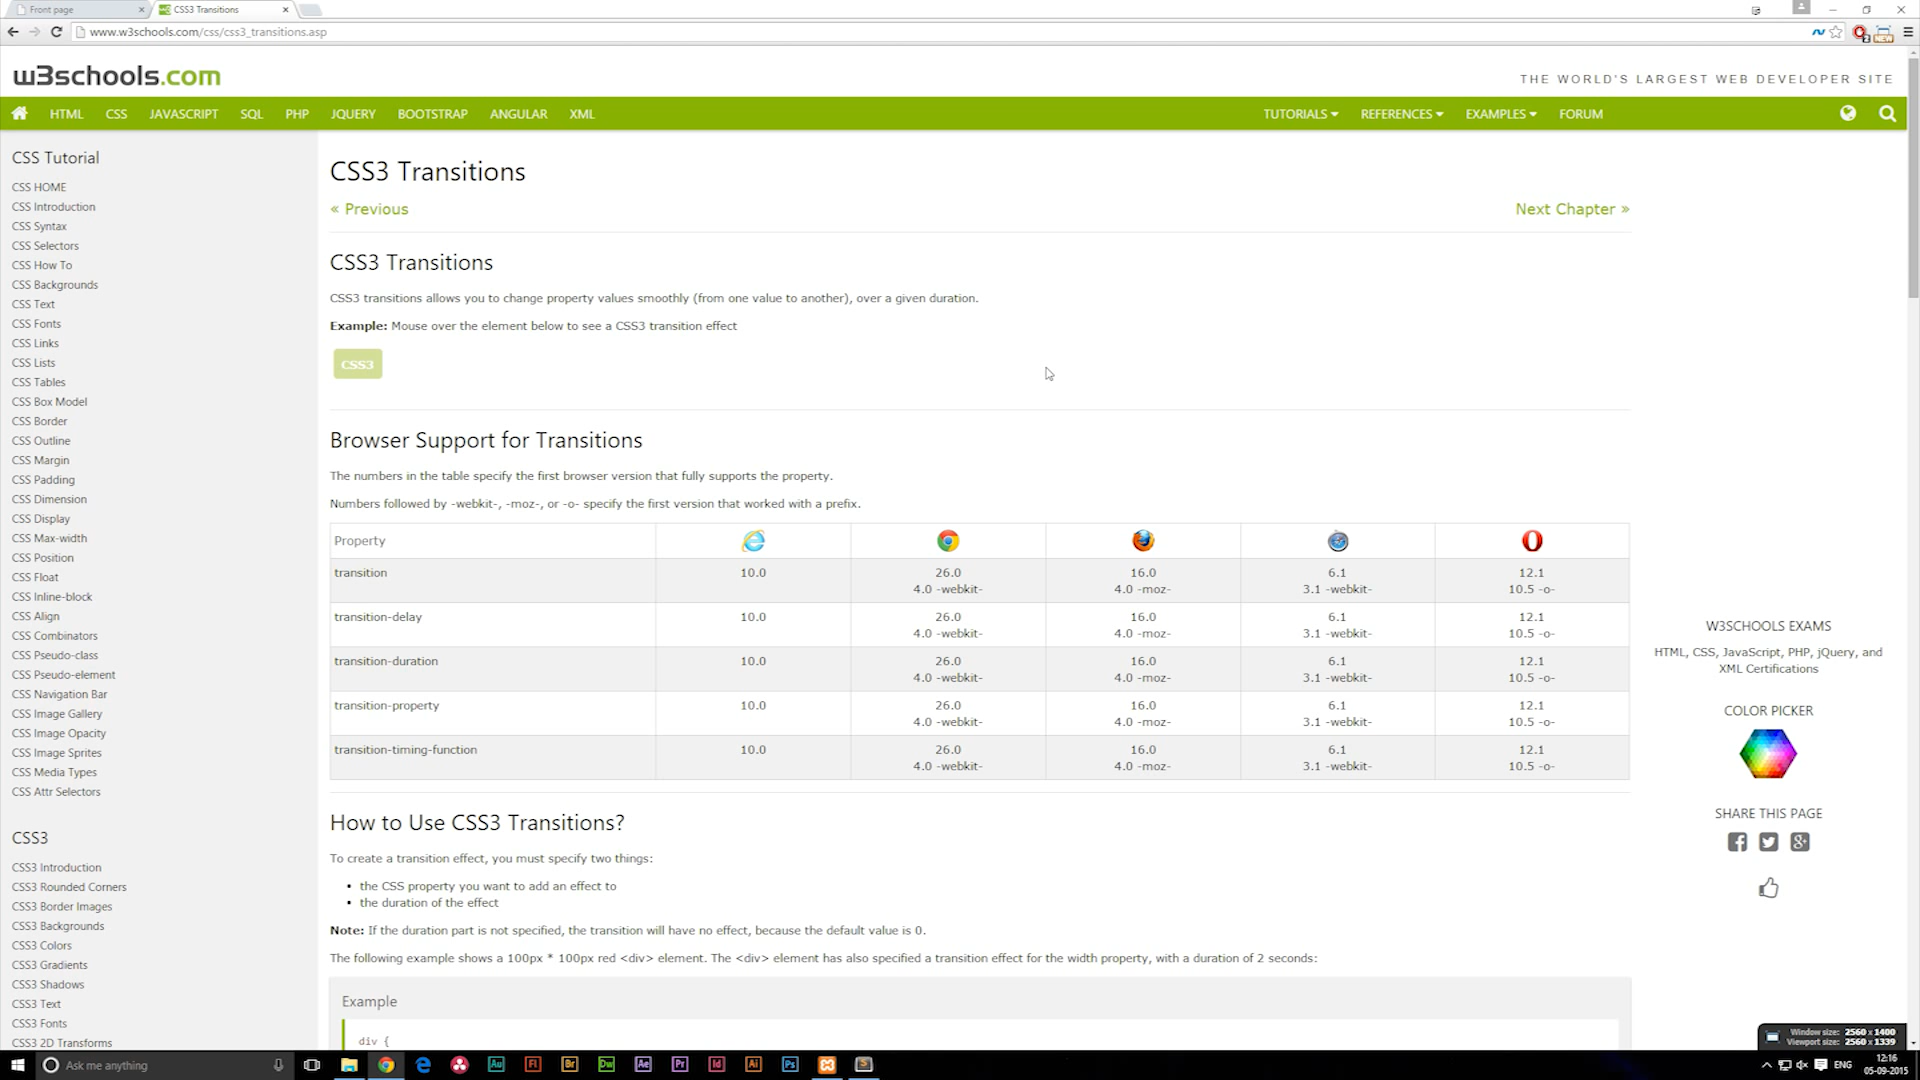 Front page
CSS3 Transitions
www.w3schools.com/css/css3_transitions.asp
w3schools.com
THE WORLD'S LARGEST WEB DEVELOPER SITE
HTML CSS JAVASCRIPT SQL PHP JQUERY BOOTSTRAP ANGULAR XML TUTORIALS REFERENCES EXAMPLES FORUM
CSS Tutorial
CSS HOME
CSS Introduction
CSS Syntax
CSS Selectors
CSS How To
CSS Backgrounds
CSS Text
CSS Fonts
CSS Links
CSS Lists
CSS Tables
CSS Box Model
CSS Border
CSS Outline
CSS Margin
CSS Padding
CSS Dimension
CSS Display
CSS Max-width
CSS Position
CSS Float
CSS Inline-block
CSS Align
CSS Combinators
CSS Pseudo-class
CSS Pseudo-element
CSS Navigation Bar
CSS Image Gallery
CSS Image Opacity
CSS Image Sprites
CSS Media Types
CSS Attr Selectors
CSS3
CSS3 Introduction
CSS3 Rounded Corners
CSS3 Border Images
CSS3 Backgrounds
CSS3 Colors
CSS3 Gradients
CSS3 Shadows
CSS3 Text
CSS3 Fonts
CSS3 2D Transforms
CSS3 Transitions
« Previous
Next Chapter »
CSS3 Transitions
CSS3 transitions allows you to change property values smoothly (from one value to another), over a given duration.
Example: Mouse over the element below to see a CSS3 transition effect
CSS3
Browser Support for Transitions
The numbers in the table specify the first browser version that fully supports the property.
Numbers followed by -webkit-, -moz-, or -o- specify the first version that worked with a prefix.
Property
transition 10.0 26.0 16.0 6.1 12.1
4.0 -webkit- 4.0 -moz- 3.1 -webkit- 10.5 -o-
transition-delay 10.0 26.0 16.0 6.1 12.1
4.0 -webkit- 4.0 -moz- 3.1 -webkit- 10.5 -o-
transition-duration 10.0 26.0 16.0 6.1 12.1
4.0 -webkit- 4.0 -moz- 3.1 -webkit- 10.5 -o-
transition-property 10.0 26.0 16.0 6.1 12.1
4.0 -webkit- 4.0 -moz- 3.1 -webkit- 10.5 -o-
transition-timing-function 10.0 26.0 16.0 6.1 12.1
4.0 -webkit- 4.0 -moz- 3.1 -webkit- 10.5 -o-
How to Use CSS3 Transitions?
To create a transition effect, you must specify two things:
• the CSS property you want to add an effect to
• the duration of the effect
Note: If the duration part is not specified, the transition will have no effect, because the default value is 0.
The following example shows a 100px * 100px red <div> element. The <div> element has also specified a transition effect for the width property, with a duration of 2 seconds:
Example
div {
W3SCHOOLS EXAMS
HTML, CSS, JavaScript, PHP, jQuery, and
XML Certifications
COLOR PICKER
SHARE THIS PAGE
Window size: 2560 x 1400
Viewport size: 2560 x 1339
Ask me anything
Au Fl Br Dw Ae Pr Id Ai Ps
ENG
12:16
05-09-2015